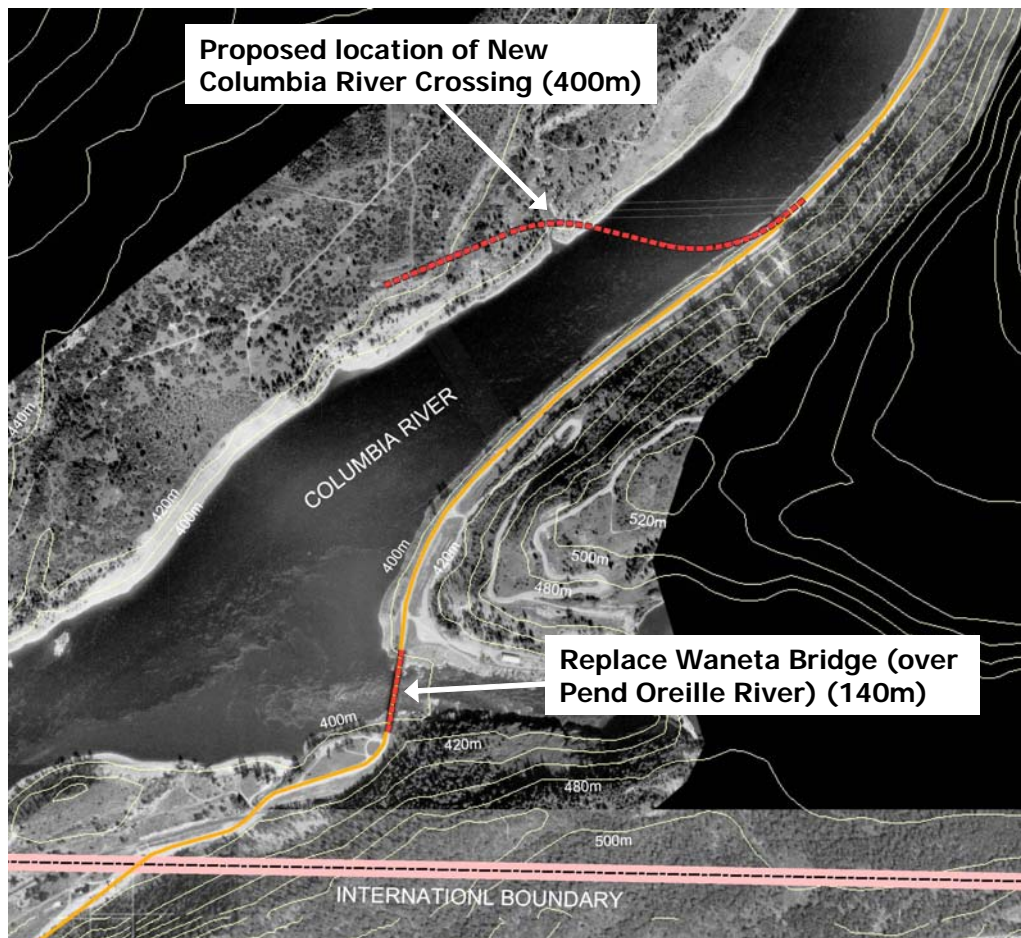 Proposed location of New
Columbia River Crossing (400m)
440m
COLUMBIA RIVER
420m
400m
520m
400m
420m
500m
480m
Replace Waneta Bridge (over
Pend Oreille River) (140m)
400m
420m
480m
500m
INTERNATIONL BOUNDARY